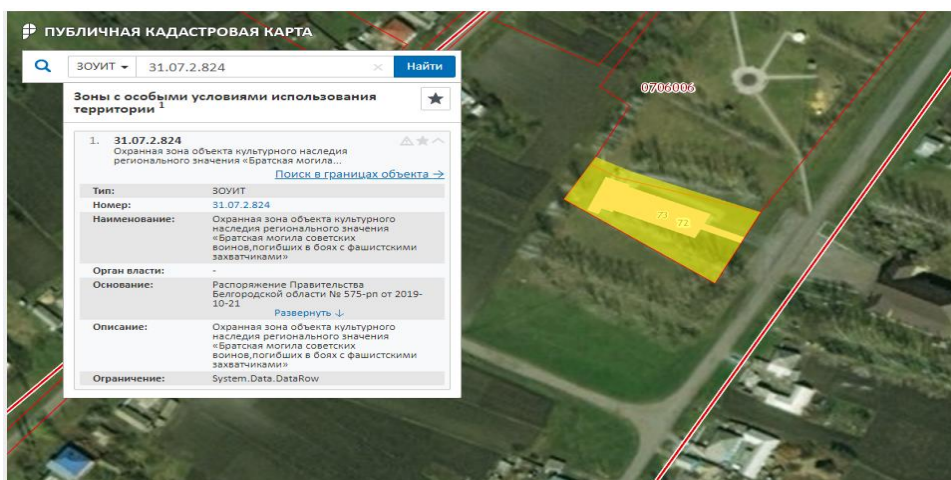 ПУБЛИЧНАЯ КАДАСТРОВАЯ КАРТА
ЗОУИТ 31.07.2.824 × Найти
Зоны с особыми условиями использования
территории 1
1. 31.07.2.824
Охранная зона объекта культурного наследия
регионального значения «Братская могила...
Поиск в границах объекта →
Тип: ЗОУИТ
Номер: 31.07.2.824
Наименование: Охранная зона объекта культурного
наследия регионального значения
«Братская могила советских
воинов,погибших в боях с фашистскими
захватчиками»
Орган власти: -
Основание: Распоряжение Правительства
Белгородской области № 575-рп от 2019-
10-21
Развернуть ↓
Описание: Охранная зона объекта культурного
наследия регионального значения
«Братская могила советских
воинов,погибших в боях с фашистскими
захватчиками»
Ограничение: System.Data.DataRow
0706006
73
72